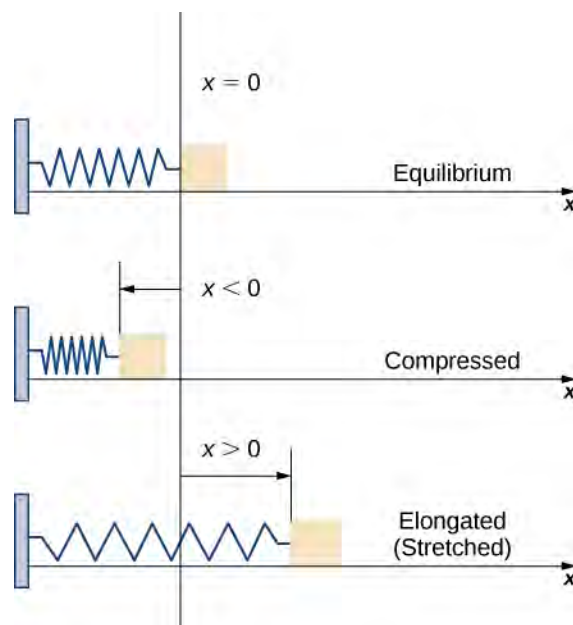 x = 0
Equilibrium
x
x < 0
Compressed
x
x > 0
Elongated
(Stretched)
x